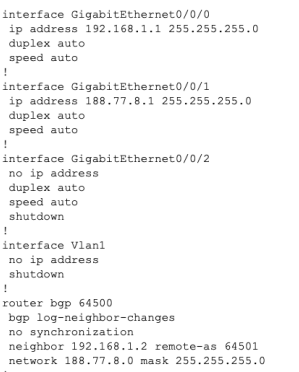 interface GigabitEthernet0/0/0
 ip address 192.168.1.1 255.255.255.0
 duplex auto
 speed auto
!
interface GigabitEthernet0/0/1
 ip address 188.77.8.1 255.255.255.0
 duplex auto
 speed auto
!
interface GigabitEthernet0/0/2
 no ip address
 duplex auto
 speed auto
 shutdown
!
interface Vlan1
 no ip address
 shutdown
!
router bgp 64500
 bgp log-neighbor-changes
 no synchronization
 neighbor 192.168.1.2 remote-as 64501
 network 188.77.8.0 mask 255.255.255.0
!